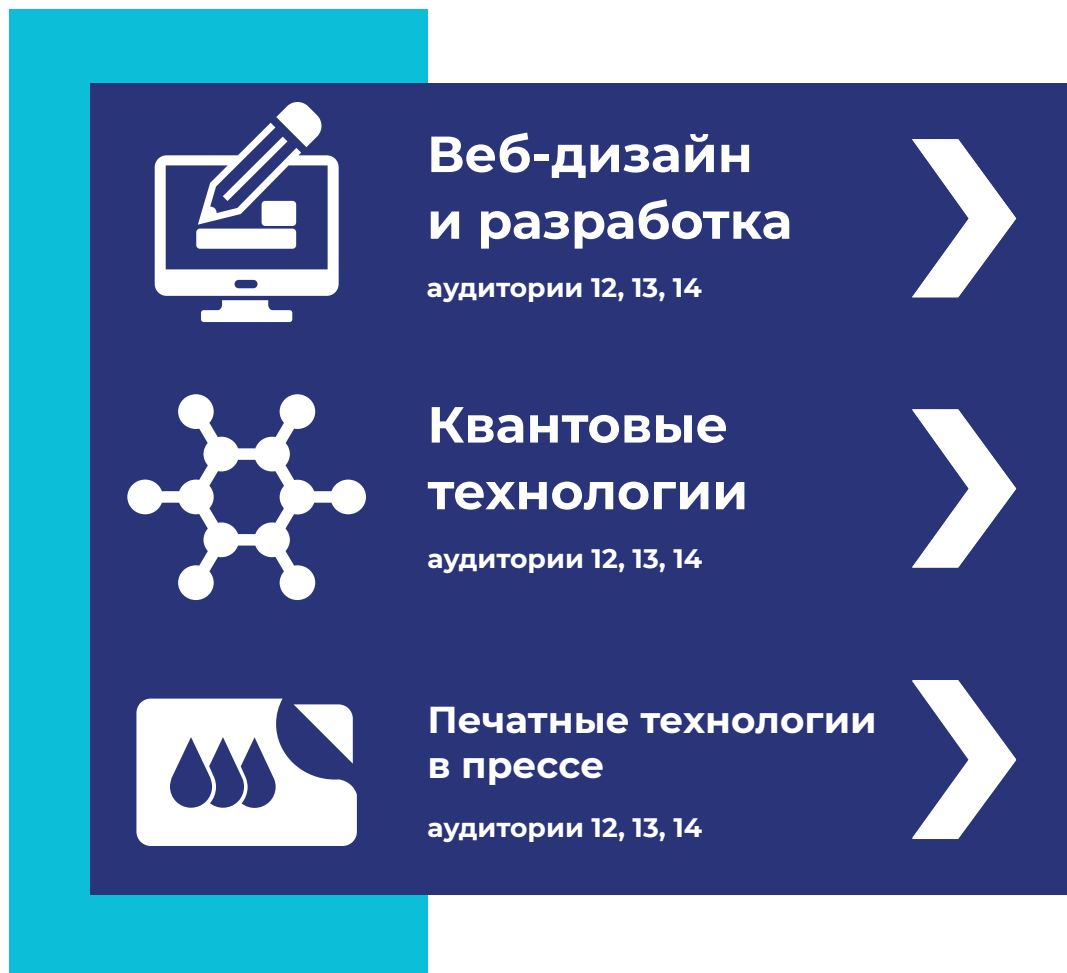 Веб-дизайн
и разработка
аудитории 12, 13, 14
Квантовые
технологии
аудитории 12, 13, 14
Печатные технологии
в прессе
аудитории 12, 13, 14